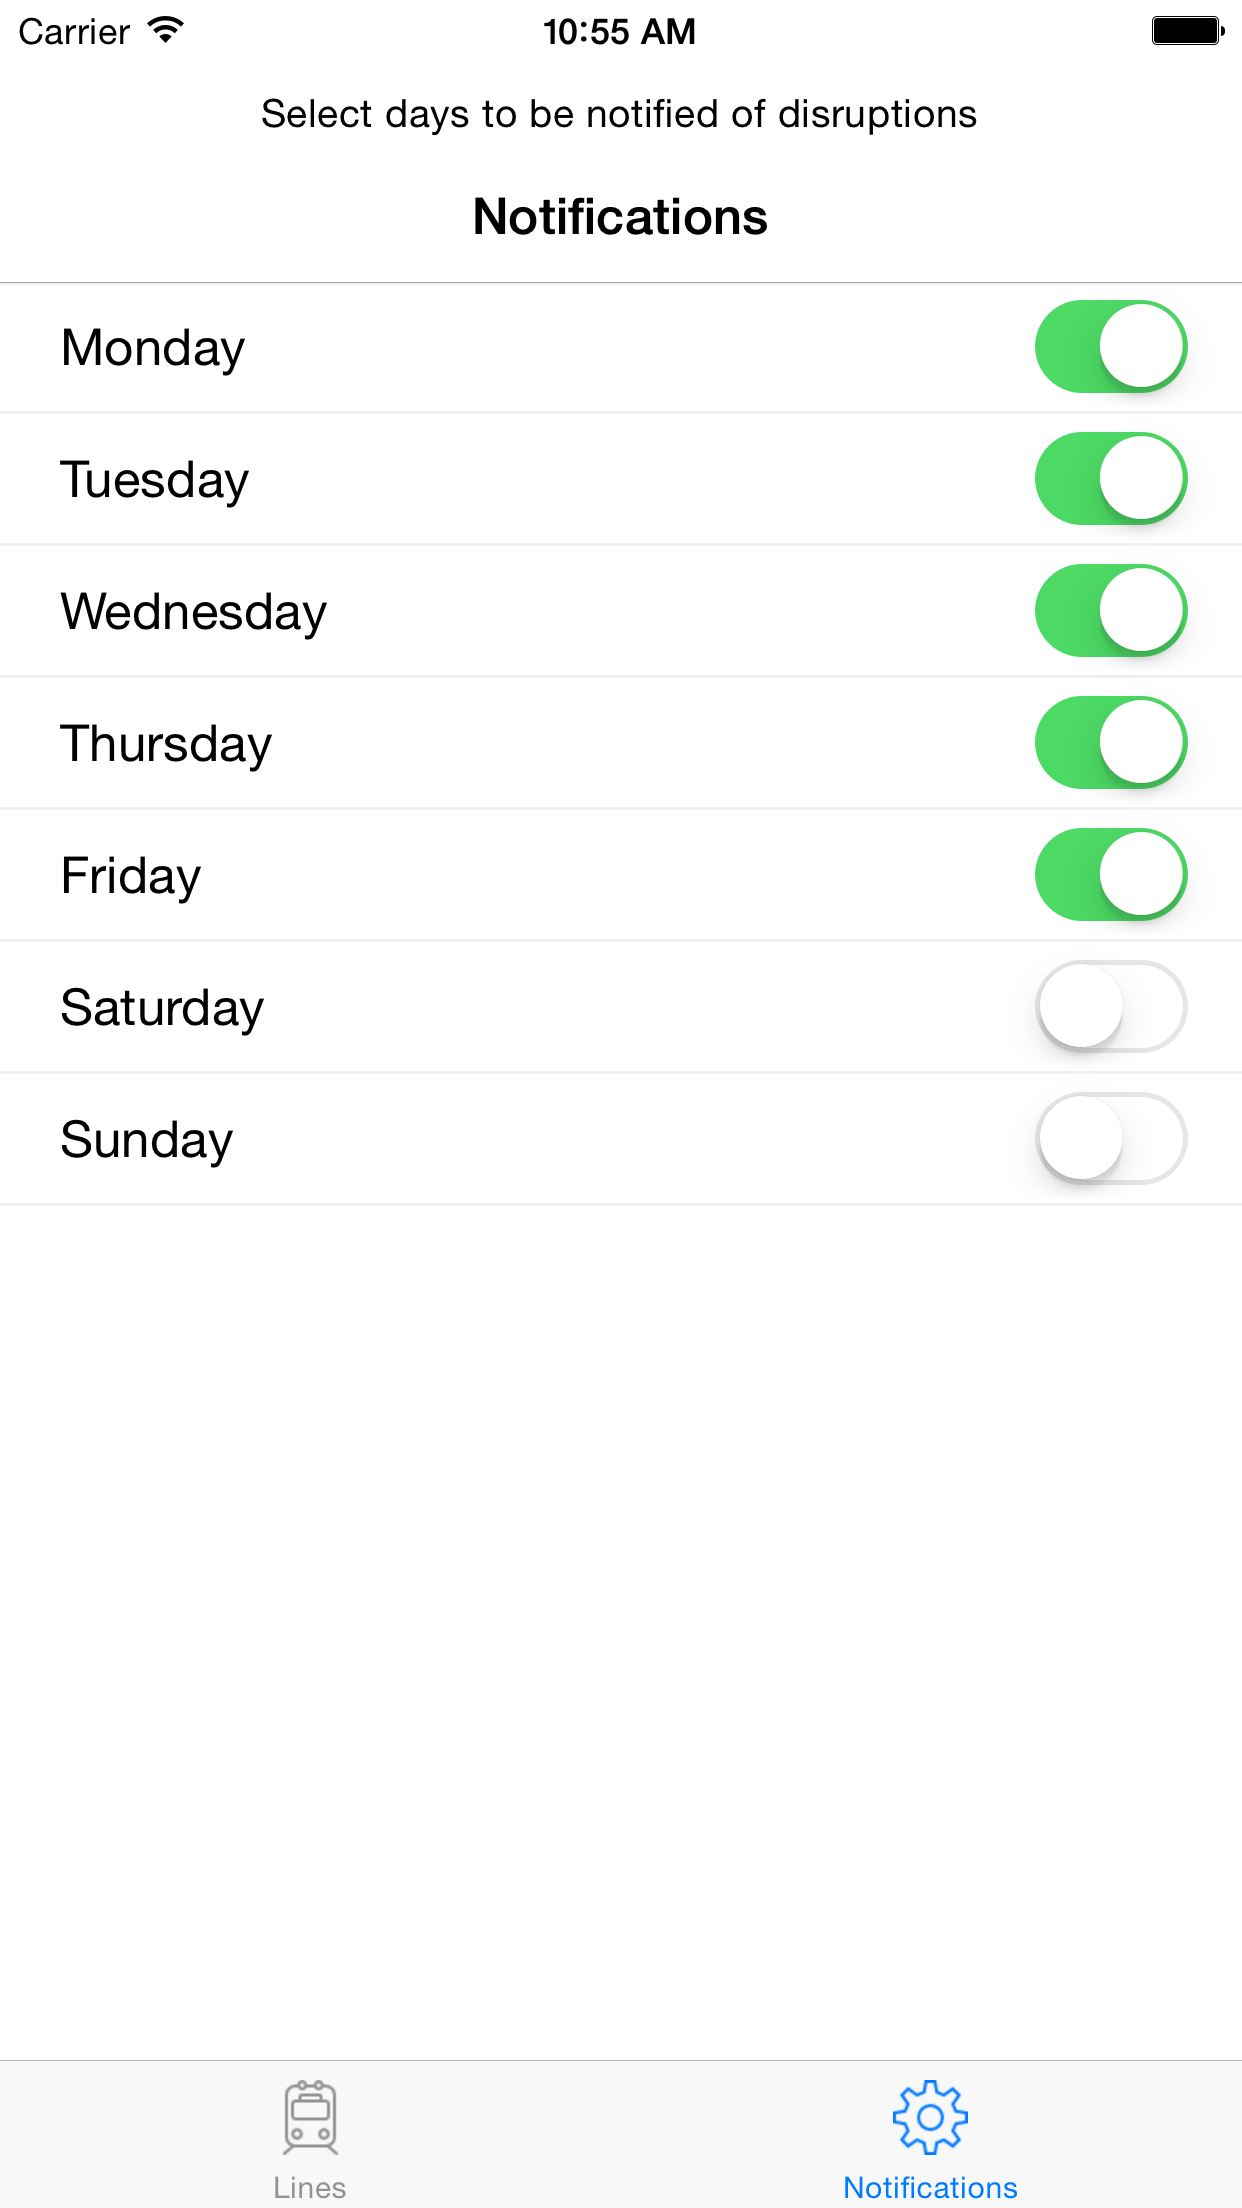 Carrier 10:55 AM
Select days to be notified of disruptions
Notifications
Monday
Tuesday
Wednesday
Thursday
Friday
Saturday
Sunday
Lines Notifications